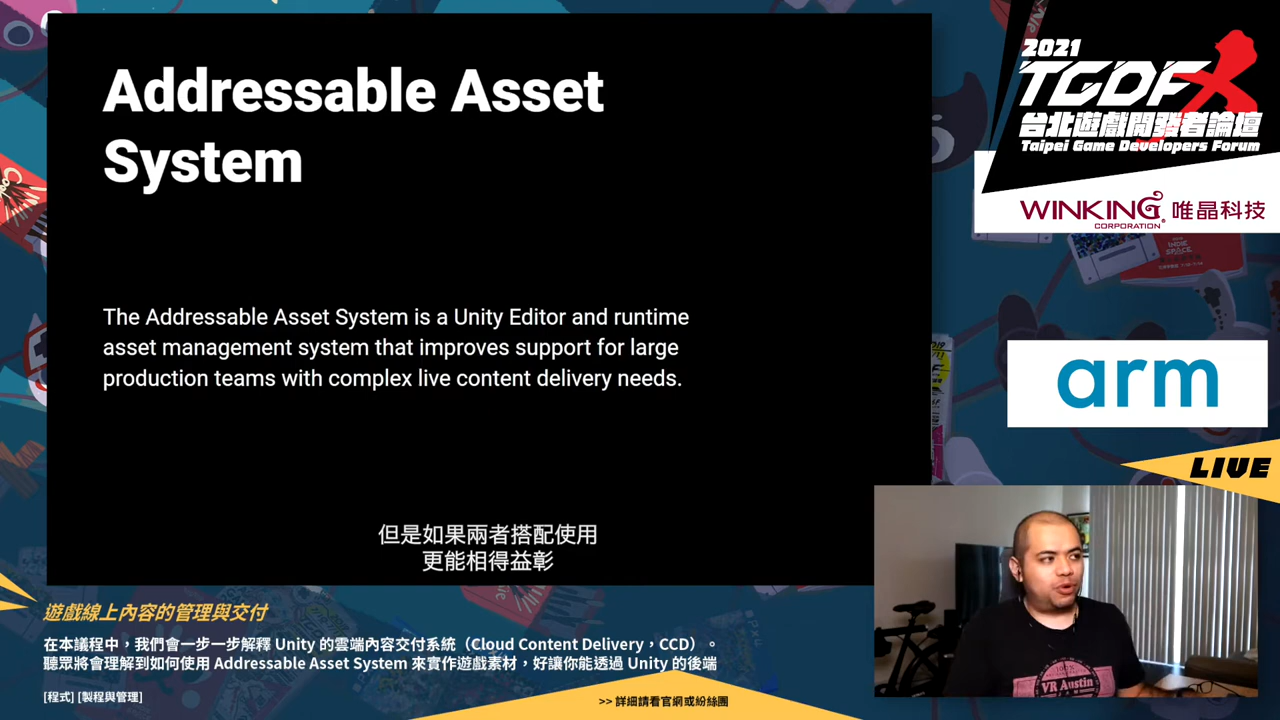 Addressable Asset
System
The Addressable Asset System is a Unity Editor and runtime
asset management system that improves support for large
production teams with complex live content delivery needs.
但是如果兩者搭配使用
更能相得益彰
2021
TGDF X
台北遊戲開發者論壇
Taipei Game Developers Forum
WINKING 唯晶科技
CORPORATION
arm
LIVE
VR Austin
遊戲線上內容的管理與交付
在本議程中，我們會一步一步解釋 Unity 的雲端內容交付系統（Cloud Content Delivery，CCD）。
聽眾將會理解到如何使用 Addressable Asset System 來實作遊戲素材，好讓你能透過 Unity 的後端
[程式] [製程與管理]
>> 詳細請看官網或紛絲團